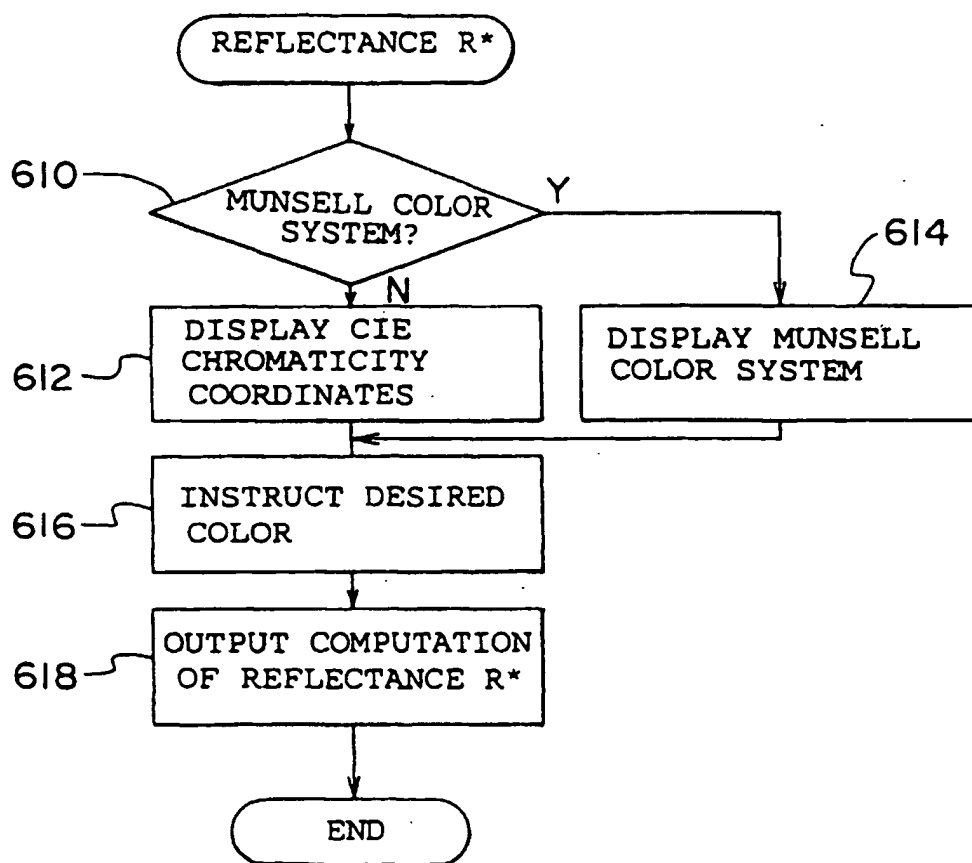 REFLECTANCE R*
610
MUNSELL COLOR
SYSTEM?
Y
N
614
612
DISPLAY CIE
CHROMATICITY
COORDINATES
DISPLAY MUNSELL
COLOR SYSTEM
616
INSTRUCT DESIRED
COLOR
618
OUTPUT COMPUTATION
OF REFLECTANCE R*
END